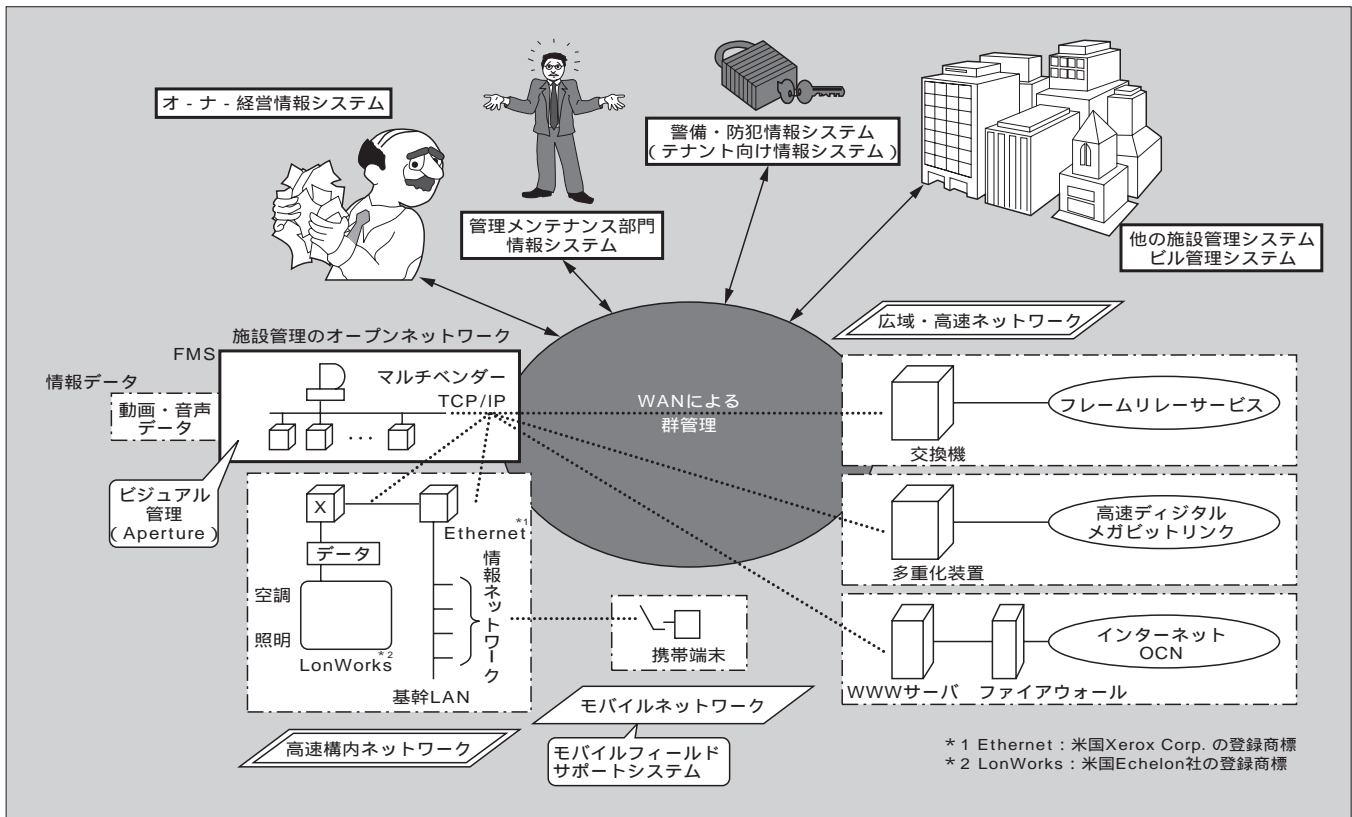 オ-ナ-経営情報システム
管理メンテナンス部門
情報システム
警備・防犯情報システム
(テナント向け情報システム)
他の施設管理システム
ビル管理システム
施設管理のオープンネットワーク
FMS
情報データ
動画・音声
データ
マルチベンダー
TCP/IP
ビジュアル
管理
(Aperture)
WANによる
群管理
広域・高速ネットワーク
交換機
フレームリレーサービス
多重化装置
高速ディジタル
メガビットリンク
WWWサーバ
ファイアウォール
インターネット
OCN
X
Ethernet*1
データ
空調
照明
LonWorks*2
情報ネットワーク
基幹LAN
携帯端末
高速構内ネットワーク
モバイルネットワーク
モバイルフィールド
サポートシステム
*1 Ethernet:米国Xerox Corp. の登録商標
*2 LonWorks:米国Echelon社の登録商標